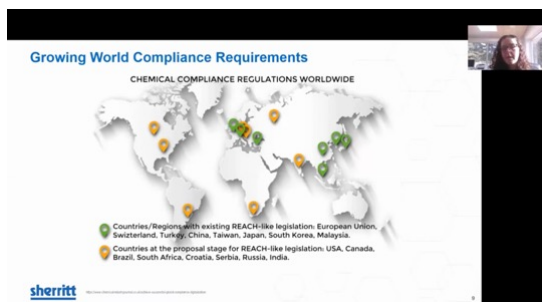 Growing World Compliance Requirements
CHEMICAL COMPLIANCE REGULATIONS WORLDWIDE
Countries/Regions with existing REACH-like legislation: European Union,
Swizterland, Turkey, China, Taiwan, Japan, South Korea, Malaysia.
Countries at the proposal stage for REACH-like legislation: USA, Canada,
Brazil, South Africa, Croatia, Serbia, Russia, India.
sherritt